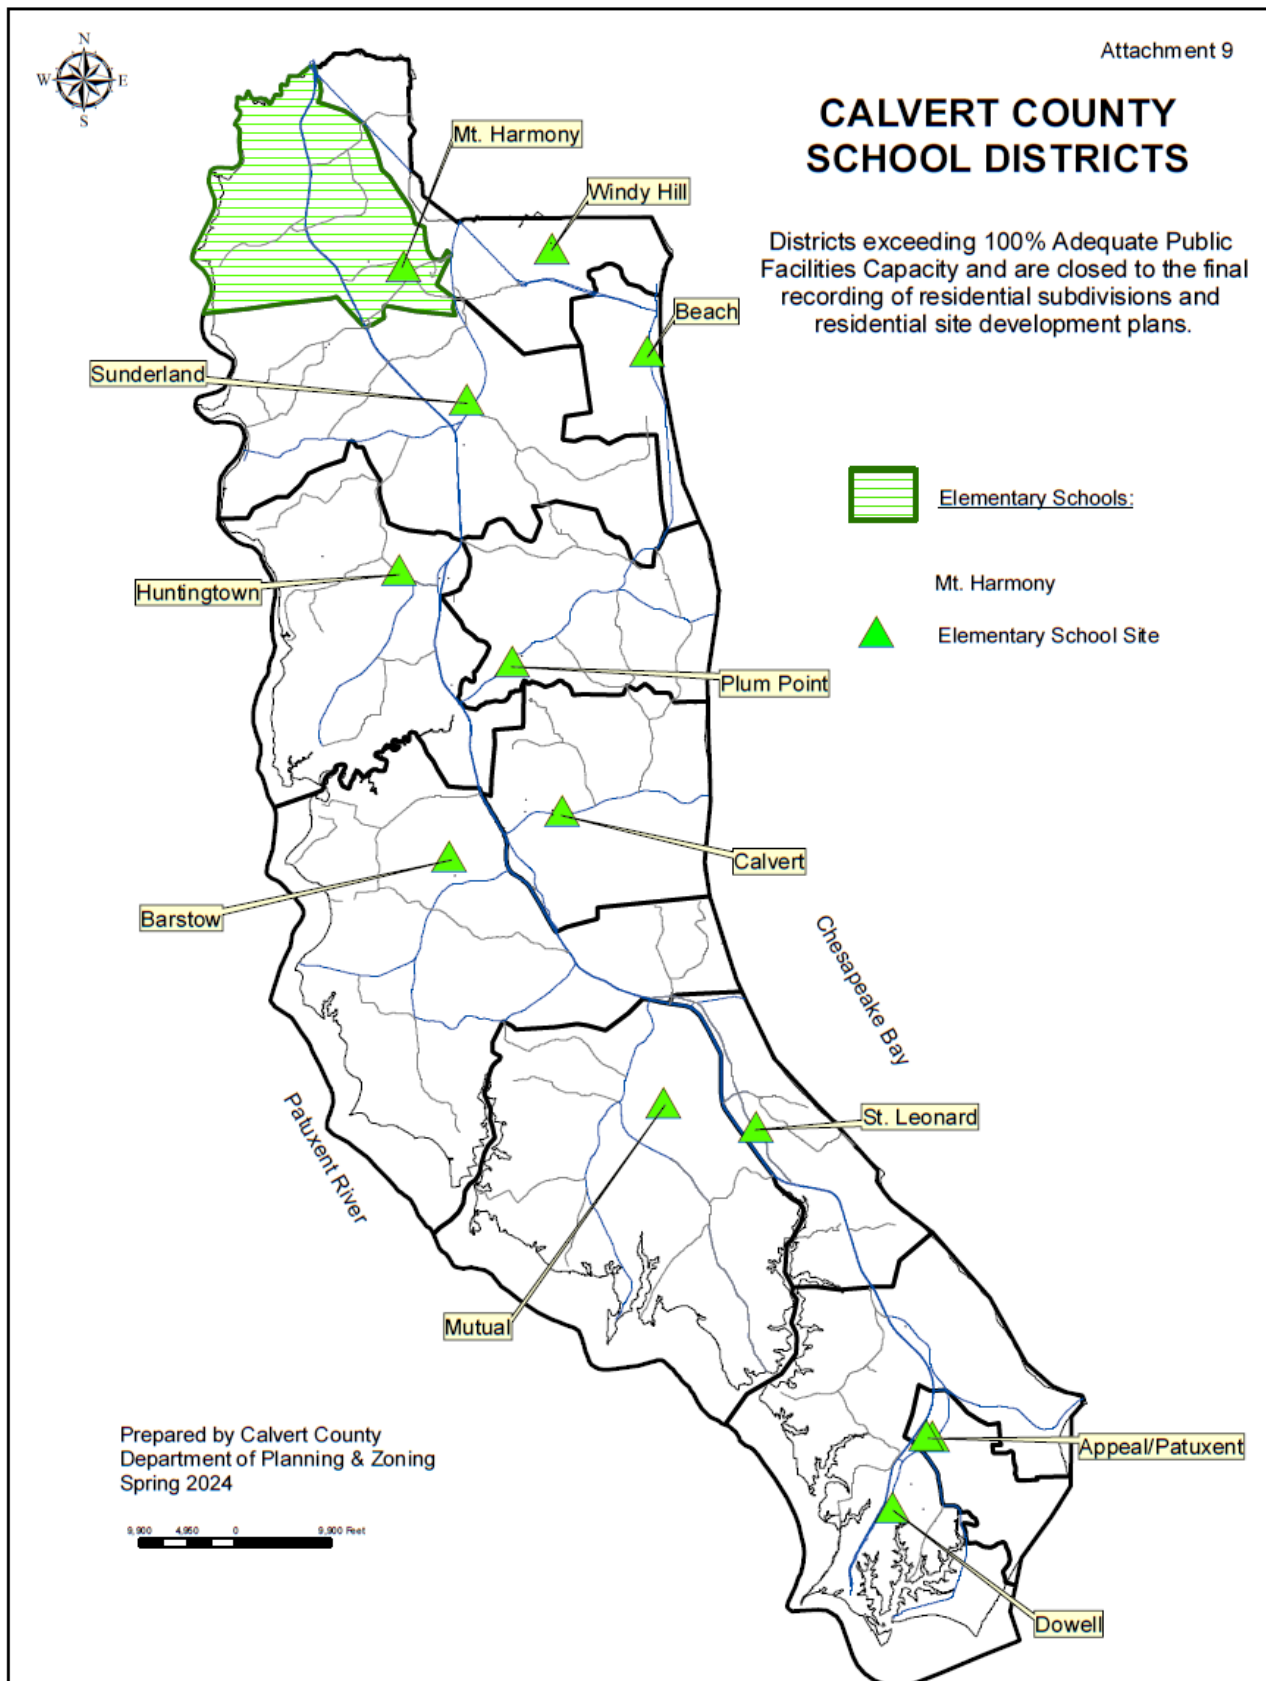 Attachment 9
N
W E
S
CALVERT COUNTY
SCHOOL DISTRICTS
Districts exceeding 100% Adequate Public
Facilities Capacity and are closed to the final
recording of residential subdivisions and
residential site development plans.
Mt. Harmony
Windy Hill
Beach
Sunderland
Elementary Schools:
Mt. Harmony
Elementary School Site
Huntingtown
Plum Point
Calvert
Barstow
Chesapeake Bay
Patuxent River
St. Leonard
Mutual
Appeal/Patuxent
Dowell
Prepared by Calvert County
Department of Planning & Zoning
Spring 2024
9,900 4,950 0 9,900 Feet